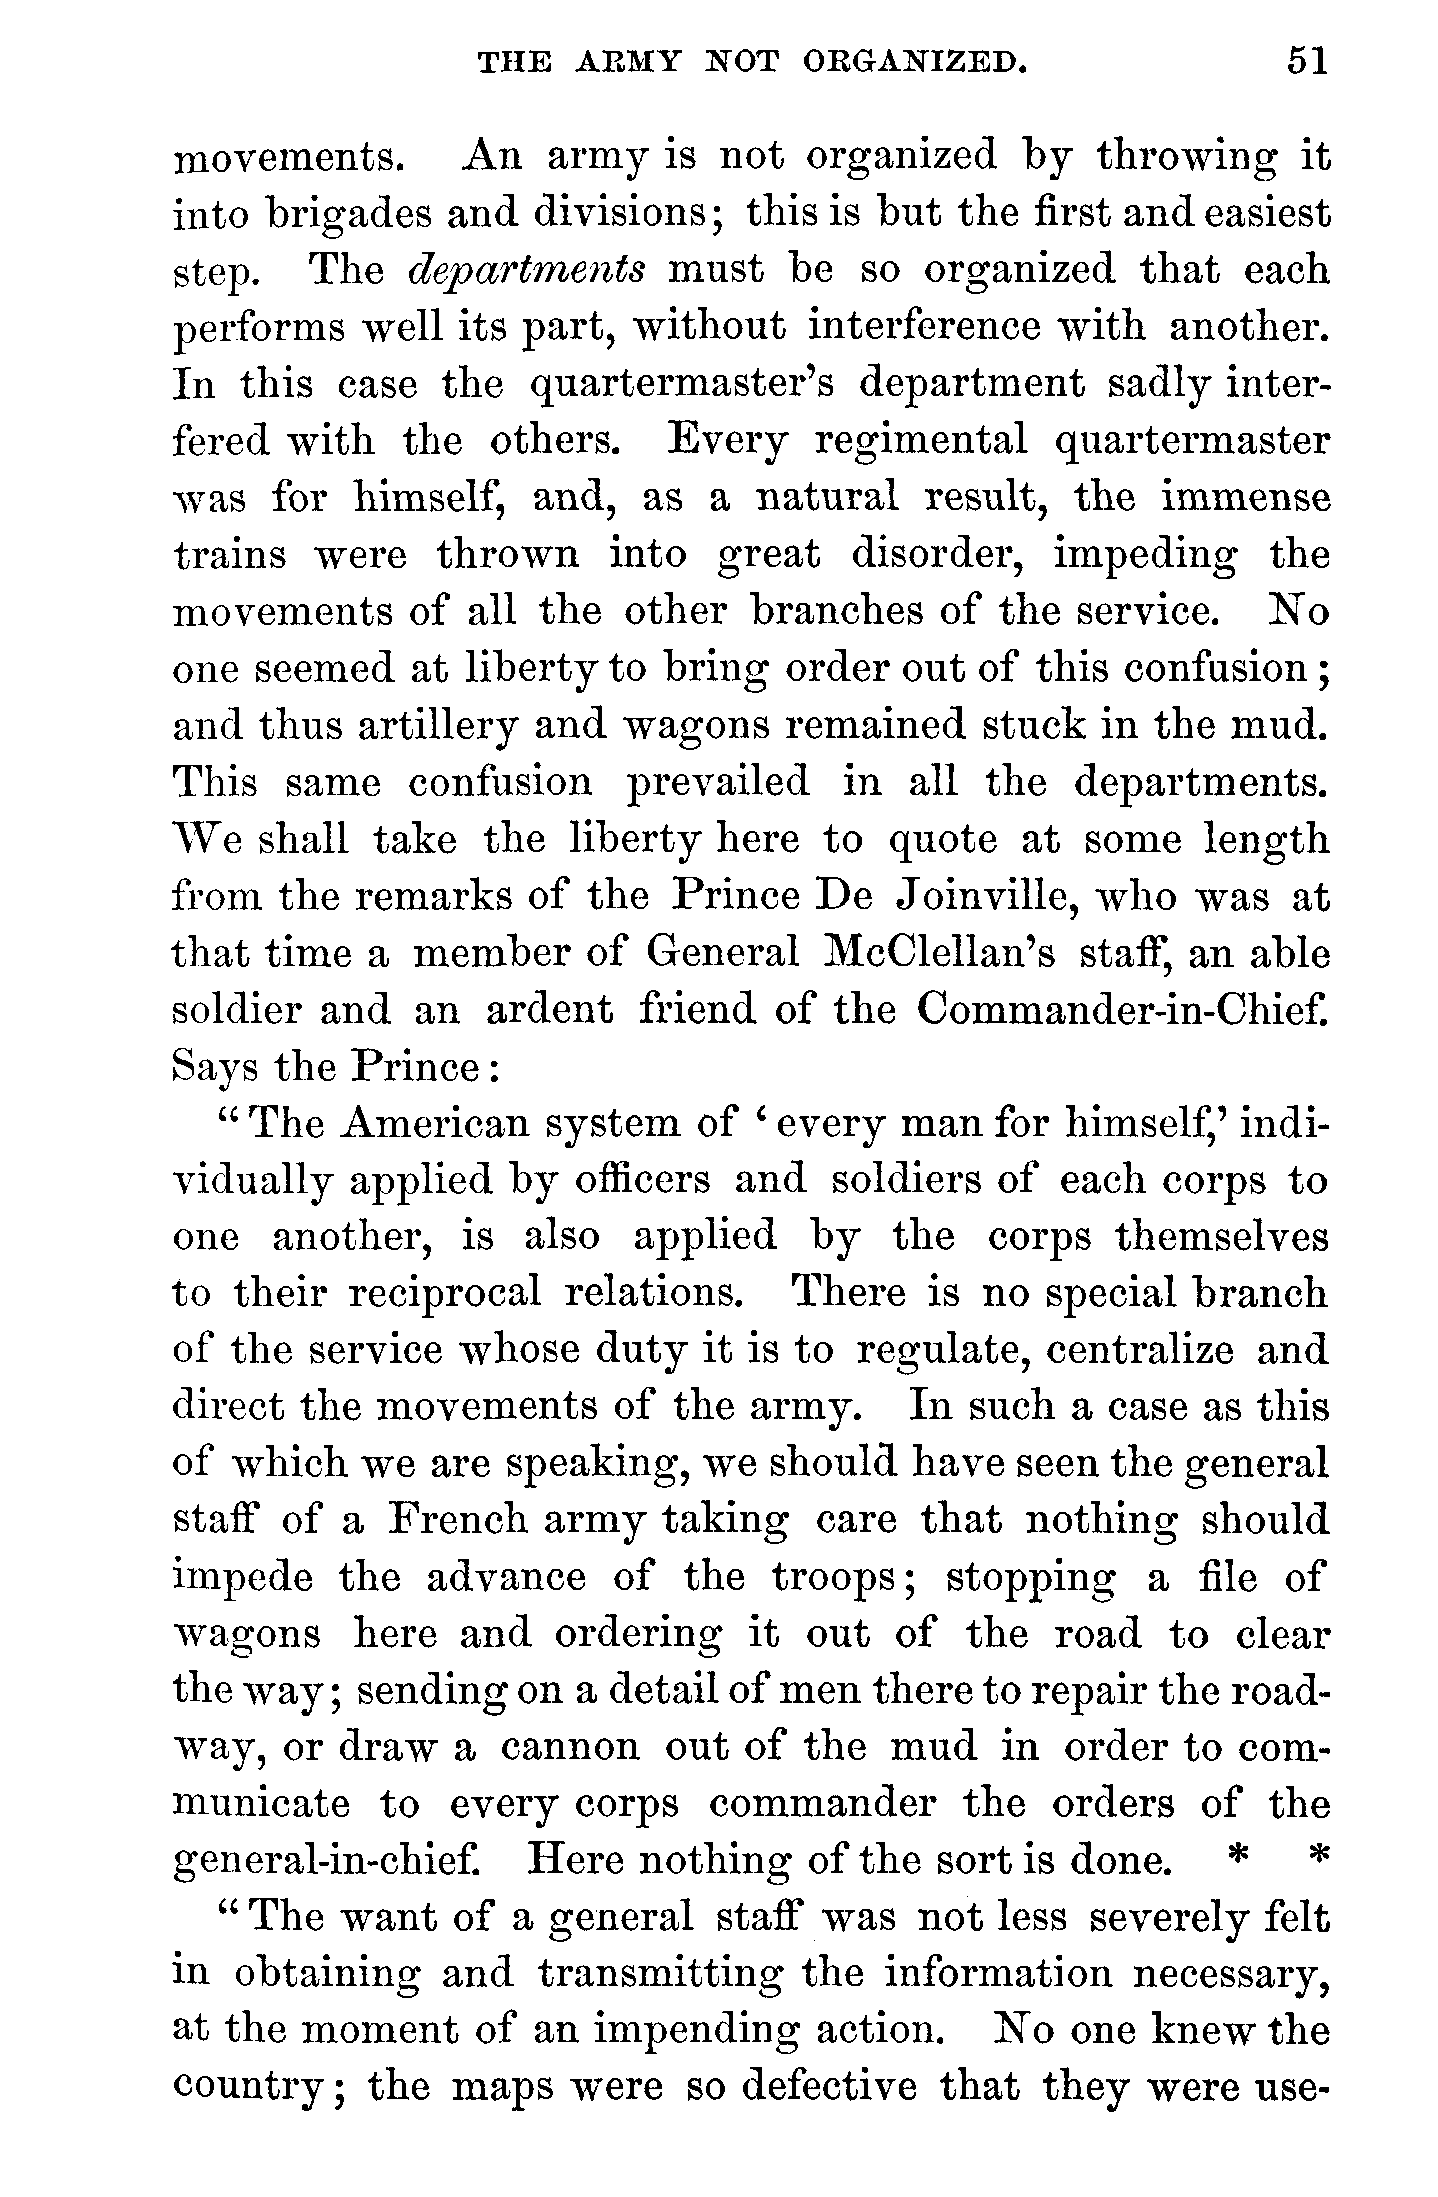 THE ARMY NOT ORGANIZED. 51
movements. An army is not organized by throwing it
into brigades and divisions; this is but the first and easiest
step. The departments must be so organized that each
performs well its part, without interference with another.
In this case the quartermaster's department sadly inter-
fered with the others. Every regimental quartermaster
was for himself, and, as a natural result, the immense
trains were thrown into great disorder, impeding the
movements of all the other branches of the service. No
one seemed at liberty to bring order out of this confusion;
and thus artillery and wagons remained stuck in the mud.
This same confusion prevailed in all the departments.
We shall take the liberty here to quote at some length
from the remarks of the Prince De Joinville, who was at
that time a member of General McClellan's staff, an able
soldier and an ardent friend of the Commander-in-Chief.
Says the Prince:
"The American system of 'every man for himself,' indi-
vidually applied by officers and soldiers of each corps to
one another, is also applied by the corps themselves
to their reciprocal relations. There is no special branch
of the service whose duty it is to regulate, centralize and
direct the movements of the army. In such a case as this
of which we are speaking, we should have seen the general
staff of a French army taking care that nothing should
impede the advance of the troops; stopping a file of
wagons here and ordering it out of the road to clear
the way; sending on a detail of men there to repair the road-
way, or draw a cannon out of the mud in order to com-
municate to every corps commander the orders of the
general-in-chief. Here nothing of the sort is done. * *
"The want of a general staff was not less severely felt
in obtaining and transmitting the information necessary,
at the moment of an impending action. No one knew the
country; the maps were so defective that they were use-